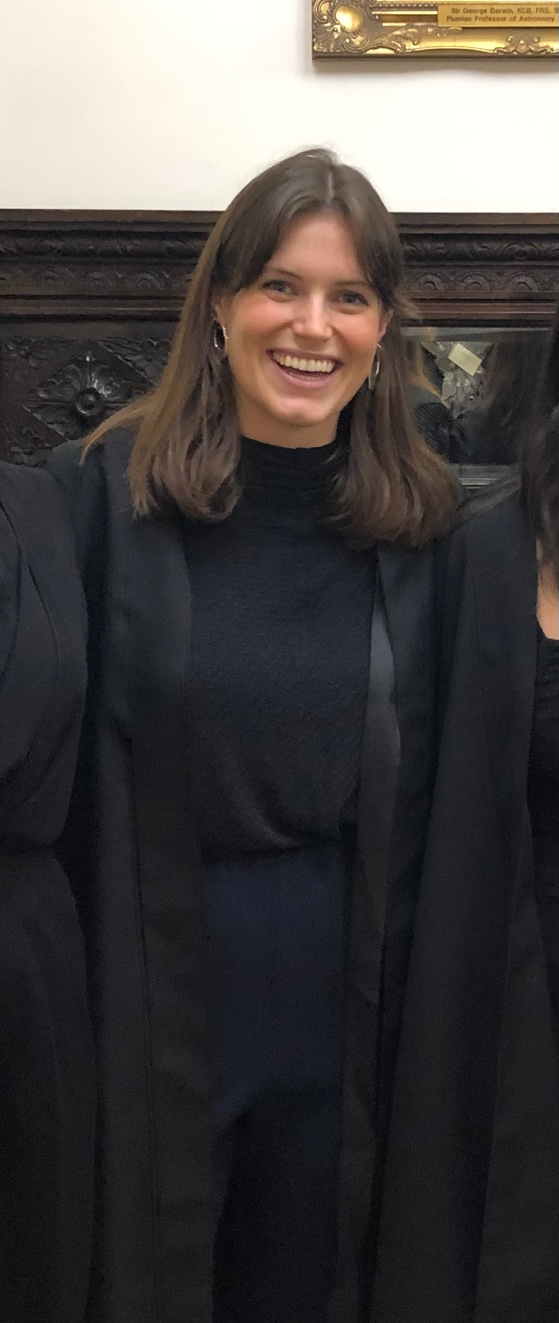 Sir George Darwin, KCB, FRS,
Plumian Professor of Astronomy